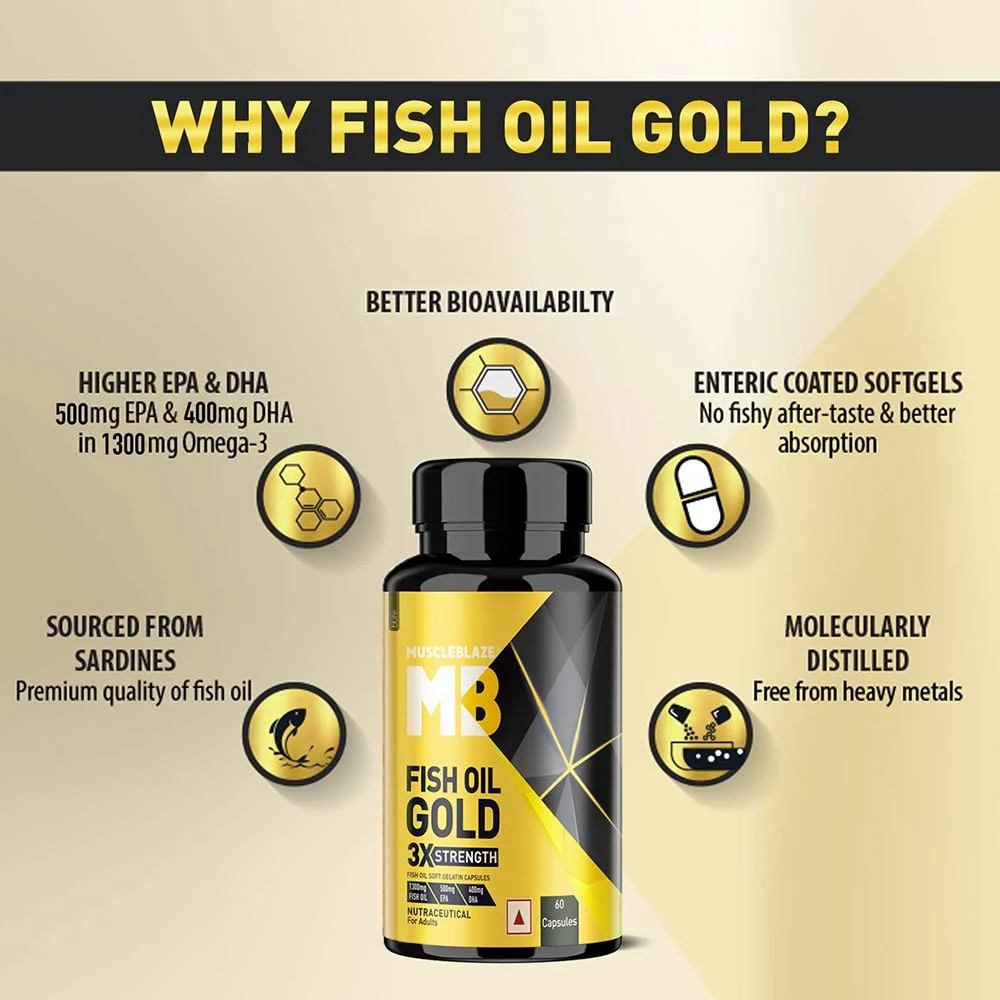 WHY FISH OIL GOLD?
BETTER BIOAVAILABILTY
HIGHER EPA & DHA
500mg EPA & 400mg DHA
in 1300mg Omega-3
ENTERIC COATED SOFTGELS
No fishy after-taste & better
absorption
SOURCED FROM
SARDINES
Premium quality of fish oil
MOLECULARLY
DISTILLED
Free from heavy metals
MUSCLEBLAZE
MB
FISH OIL
GOLD
3X STRENGTH
FISH OIL SOFT GELATIN CAPSULES
1300mg FISH OIL
500mg EPA
400mg DHA
NUTRACEUTICAL
For Adults
60
Capsules